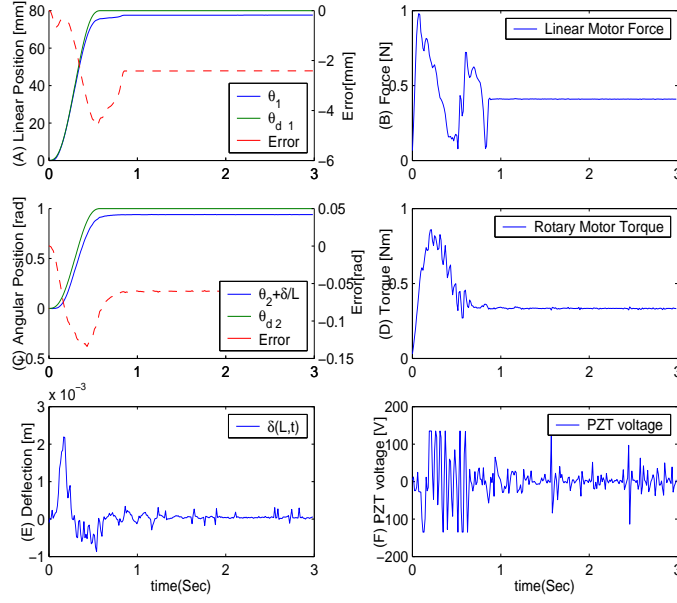 (A) Linear Position [mm]
80
60
40
20
0
0
1
2
3
0
−2
−4
−6
Error[mm]
θ1
θd 1
Error
(B) Force [N]
1
0.5
0
0
1
2
3
Linear Motor Force
(C) Angular Position [rad]
1
0.5
0
−0.5
0
1
2
3
0.05
0
−0.05
−0.1
−0.15
Error[rad]
θ2+δ/L
θd 2
Error
(D) Torque [Nm]
1
0.5
0
0
1
2
3
Rotary Motor Torque
x 10−3
(E) Deflection [m]
3
2
1
0
−1
0
1
2
3
time(Sec)
δ(L,t)
(F) PZT voltage [V]
200
100
0
−100
−200
0
1
2
3
time(Sec)
PZT voltage